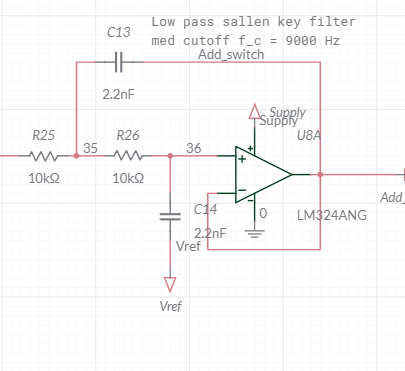 Low pass sallen key filter
med cutoff f_c = 9000 Hz
C13
Add_switch
2.2nF
Supply
Supply
R25
35
R26
36
U8A
10kΩ
10kΩ
C14
0
LM324ANG
Add_
2.2nF
Vref
Vref